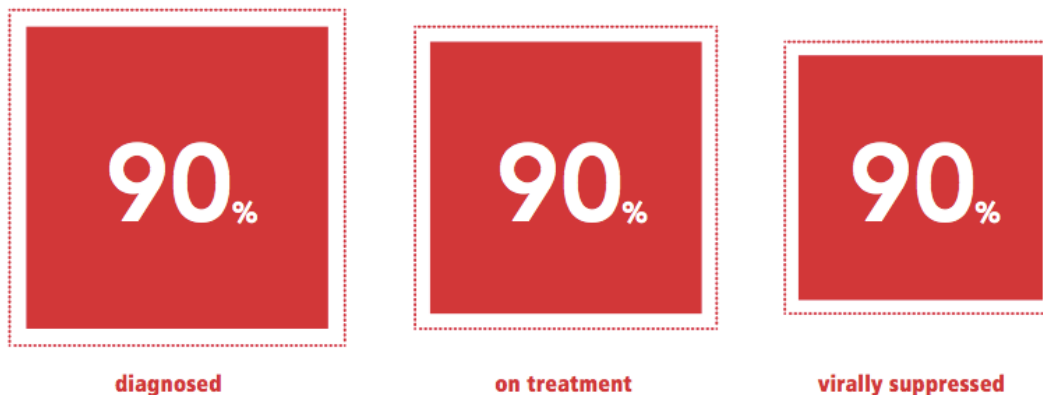 90%
90%
90%
diagnosed
on treatment
virally suppressed